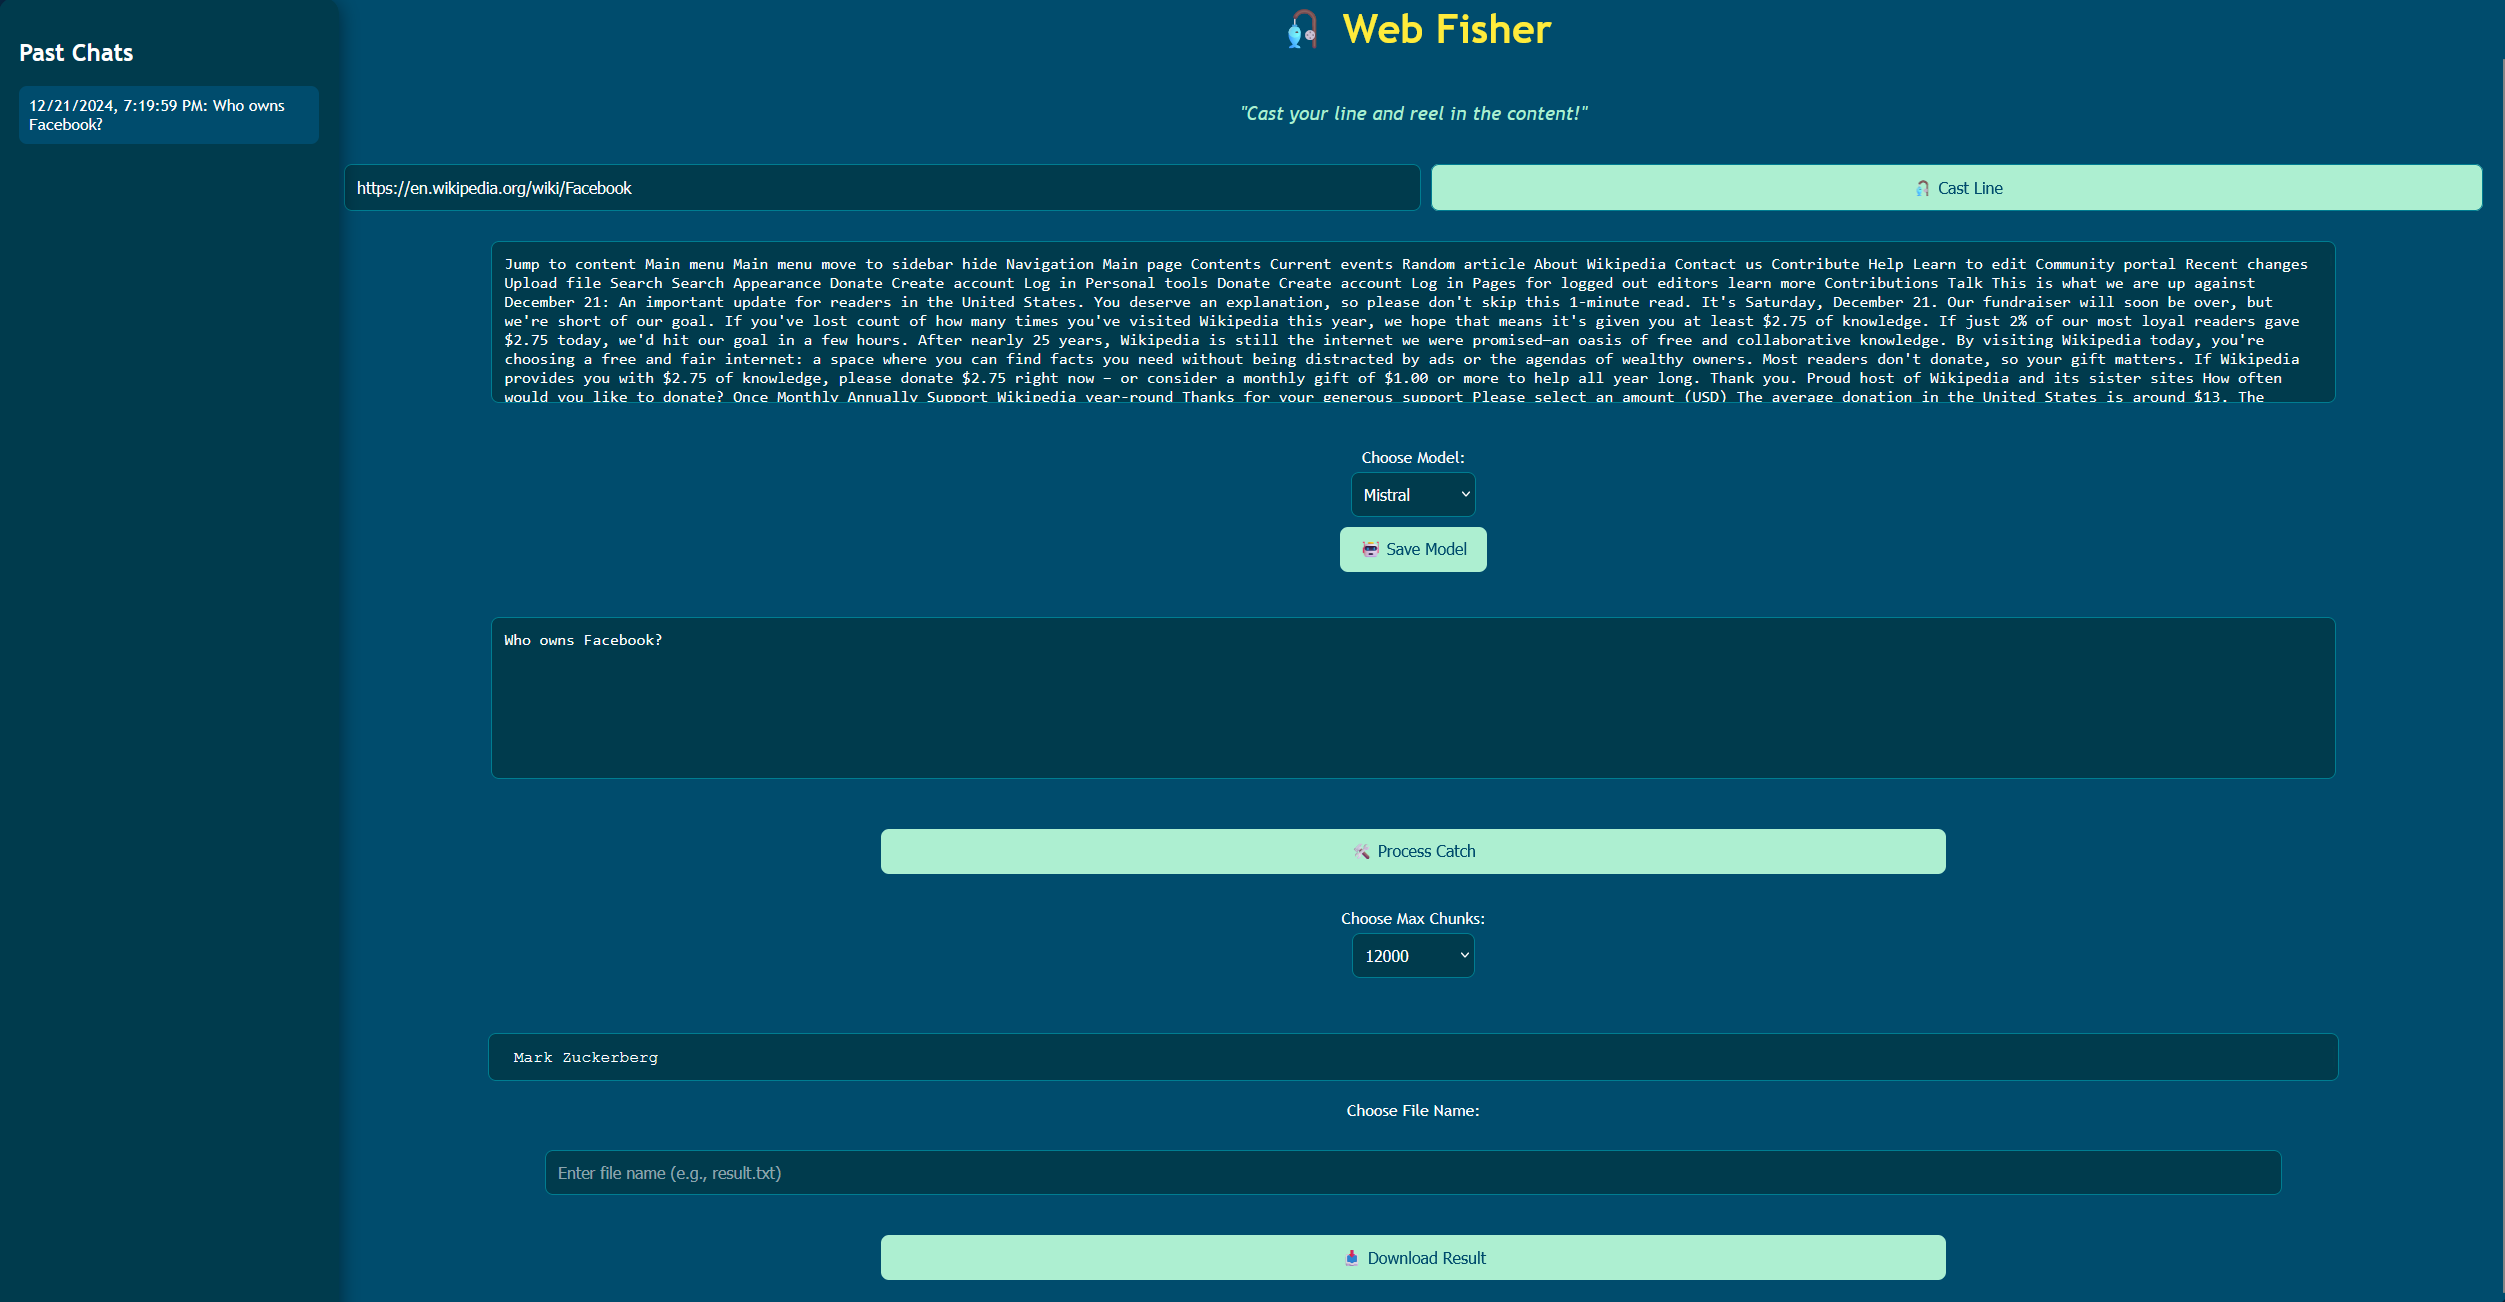 Past Chats
12/21/2024, 7:19:59 PM: Who owns
Facebook?
Web Fisher
"Cast your line and reel in the content!"
https://en.wikipedia.org/wiki/Facebook
Cast Line
Jump to content Main menu Main menu move to sidebar hide Navigation Main page Contents Current events Random article About Wikipedia Contact us Contribute Help Learn to edit Community portal Recent changes
Upload file Search Search Appearance Donate Create account Log in Personal tools Donate Create account Log in Pages for logged out editors learn more Contributions Talk This is what we are up against
December 21: An important update for readers in the United States. You deserve an explanation, so please don't skip this 1-minute read. It's Saturday, December 21. Our fundraiser will soon be over, but
we're short of our goal. If you've lost count of how many times you've visited Wikipedia this year, we hope that means it's given you at least $2.75 of knowledge. If just 2% of our most loyal readers gave
$2.75 today, we'd hit our goal in a few hours. After nearly 25 years, Wikipedia is still the internet we were promised—an oasis of free and collaborative knowledge. By visiting Wikipedia today, you're
choosing a free and fair internet: a space where you can find facts you need without being distracted by ads or the agendas of wealthy owners. Most readers don't donate, so your gift matters. If Wikipedia
provides you with $2.75 of knowledge, please donate $2.75 right now – or consider a monthly gift of $1.00 or more to help all year long. Thank you. Proud host of Wikipedia and its sister sites How often
would you like to donate? Once Monthly Annually Support Wikipedia year-round Thanks for your generous support Please select an amount (USD) The average donation in the United States is around $13. The
Choose Model:
Mistral
Save Model
Who owns Facebook?
Process Catch
Choose Max Chunks:
12000
Mark Zuckerberg
Choose File Name:
Enter file name (e.g., result.txt)
Download Result